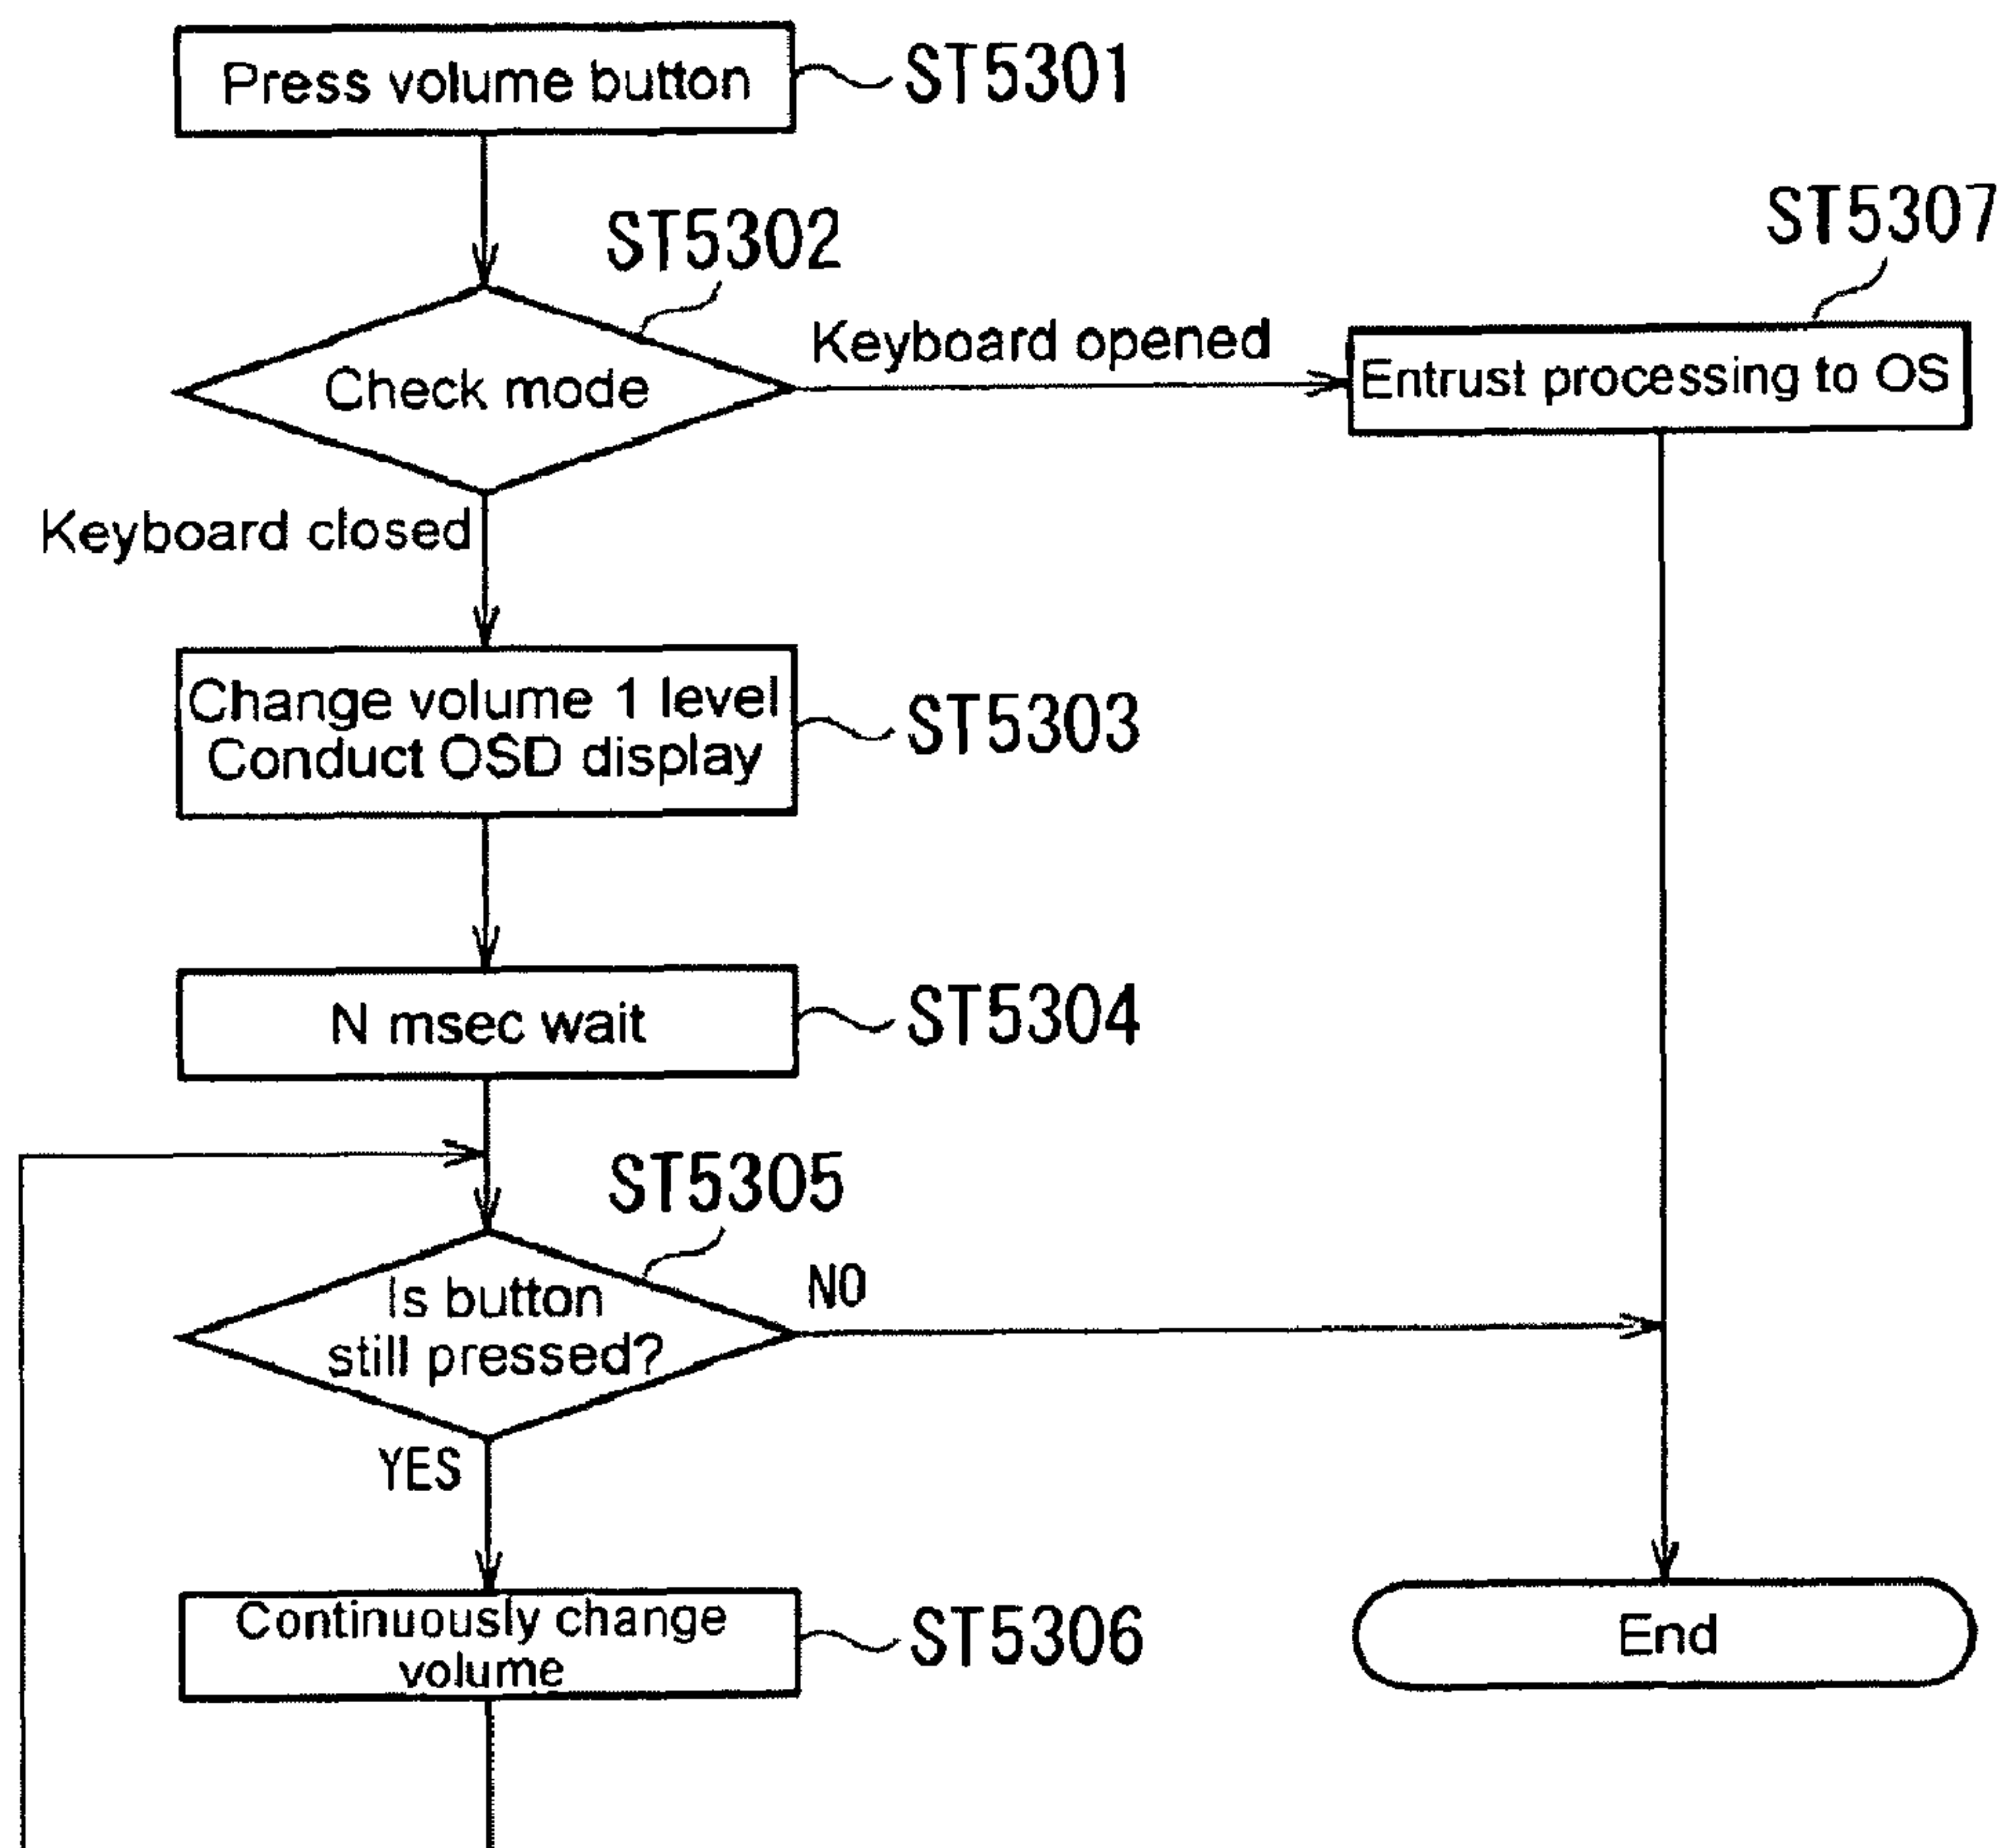 Press volume button
ST5301
ST5302
ST5307
Check mode
Keyboard opened
Entrust processing to OS
Keyboard closed
Change volume 1 level
Conduct OSD display
ST5303
N msec wait
ST5304
ST5305
Is button
still pressed?
NO
YES
Continuously change
volume
ST5306
End